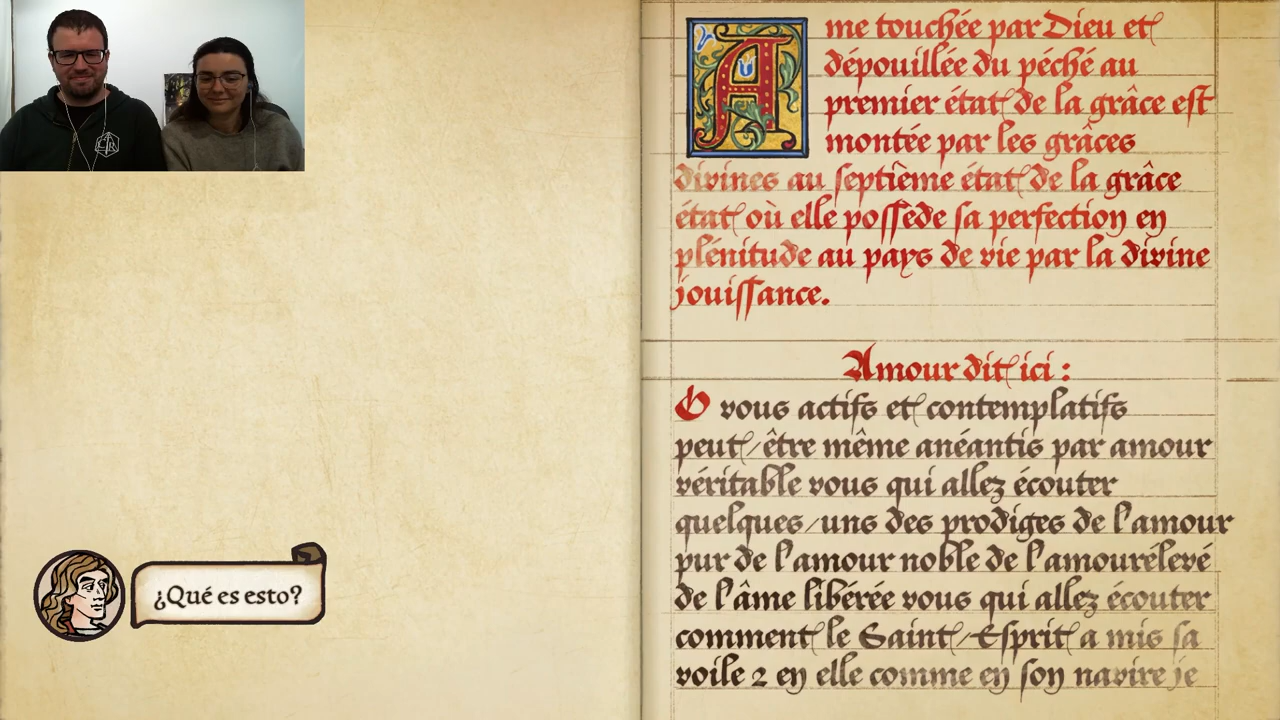 ¿Qué es esto?
Ame touchée par Dieu et
dépouillée du péché au
premier état de la grâce est
montée par les grâces
divines au septième état de la grâce
état où elle possède sa perfection en
plénitude au pays de vie par la divine
jouissance.
Amour dit ici :
O vous actifs et contemplatifs
peut-être même anéantis par amour
véritable vous qui allez écouter
quelques-uns des prodiges de l'amour
pur de l'amour noble de l'amourélevé
de l'âme libérée vous qui allez écouter
comment le Saint-Esprit a mis sa
voile 2 en elle comme en son navire je